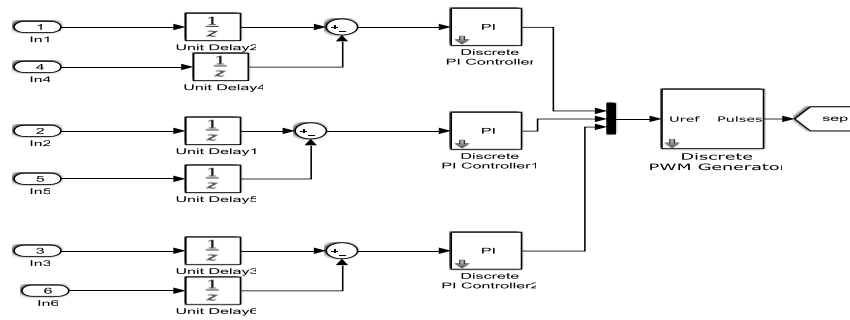 1
In1
1
z
Unit Delay2
+
-
PI
Discrete
PI Controller
4
In4
1
z
Unit Delay4
2
In2
1
z
Unit Delay1
+
-
PI
Discrete
PI Controller1
Uref
Pulses
Discrete
PWM Generator
sep
5
In5
1
z
Unit Delay5
3
In3
1
z
Unit Delay3
+
-
PI
Discrete
PI Controller2
6
In6
1
z
Unit Delay6